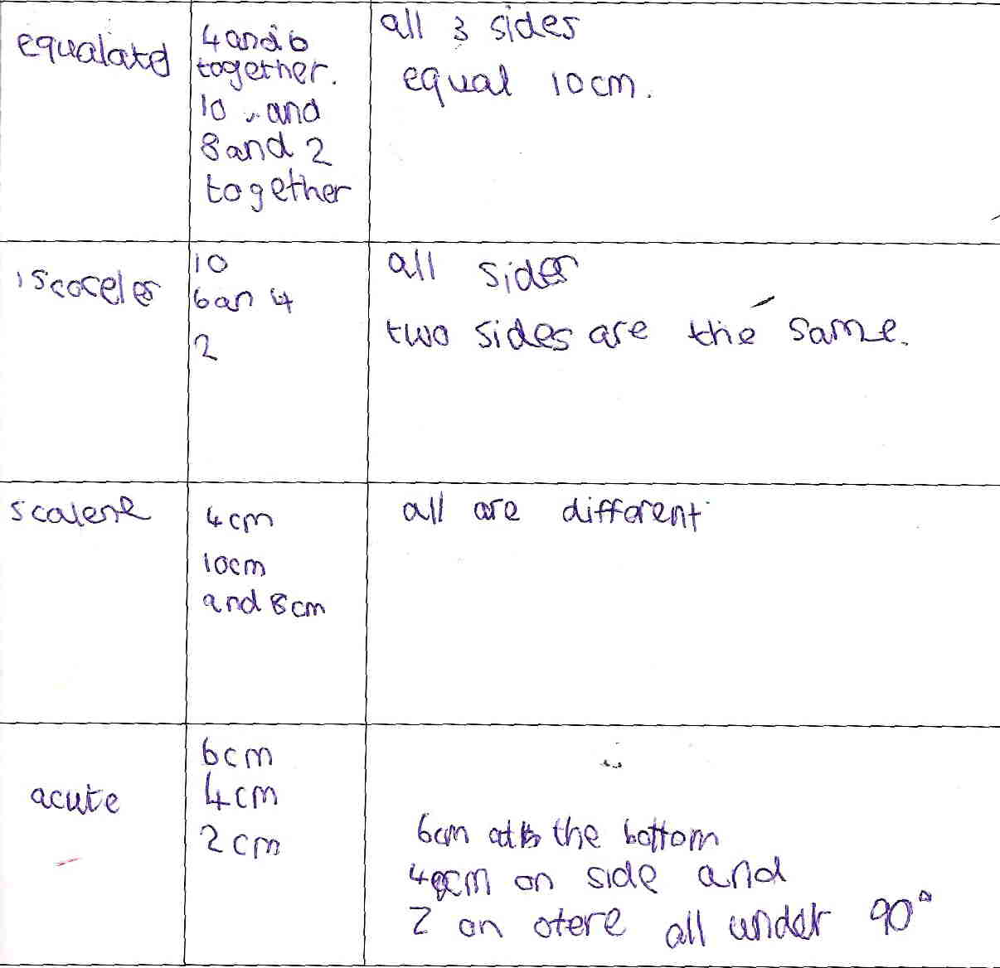 equalated
4 and 6
together.
10 and
8 and 2
together
all 3 sides
equal 10cm.
iscoceles
10
6 an 4
2
all sides
two sides are the same.
scalene
4cm
10cm
and 8cm
all are different
acute
6cm
4cm
2cm
6cm at the bottom
4cm on side and
2 on otere all under 90°